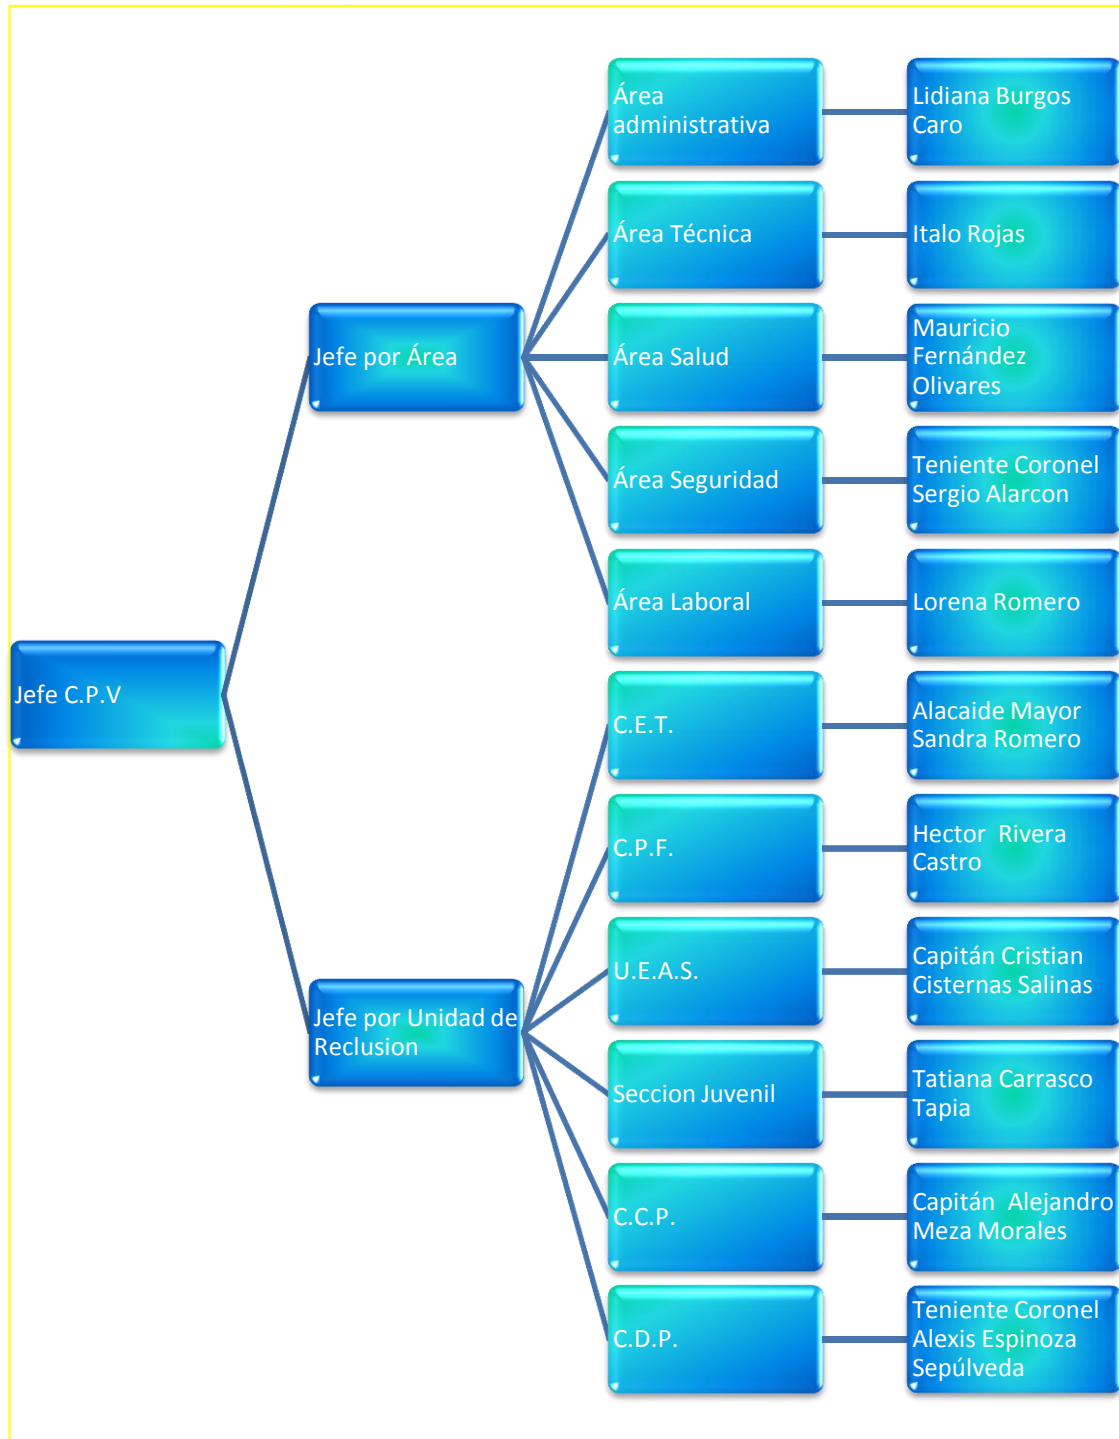 Jefe C.P.V
Jefe por Área
Área
administrativa
Lidiana Burgos
Caro
Área Técnica
Italo Rojas
Área Salud
Mauricio
Fernández
Olivares
Área Seguridad
Teniente Coronel
Sergio Alarcon
Área Laboral
Lorena Romero
Jefe por Unidad de
Reclusion
C.E.T.
Alacaide Mayor
Sandra Romero
C.P.F.
Hector  Rivera
Castro
U.E.A.S.
Capitán Cristian
Cisternas Salinas
Seccion Juvenil
Tatiana Carrasco
Tapia
C.C.P.
Capitán  Alejandro
Meza Morales
C.D.P.
Teniente Coronel
Alexis Espinoza
Sepúlveda